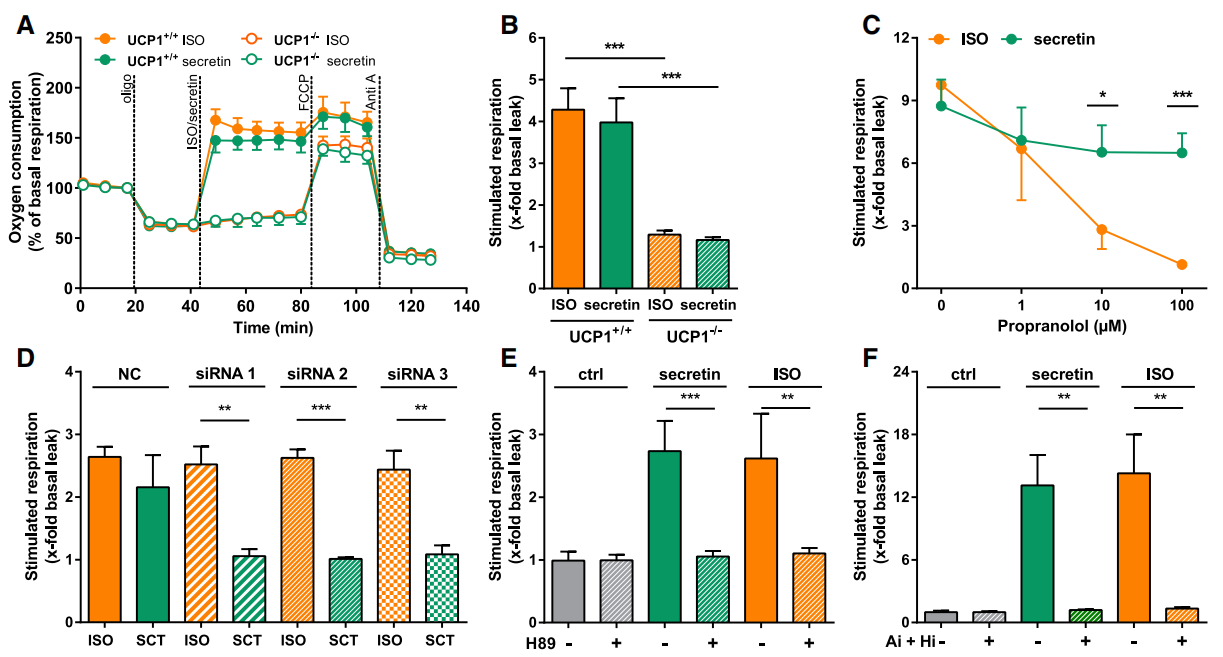 A
UCP1+/+ ISO
UCP1-/- ISO
UCP1+/+ secretin
UCP1-/- secretin
Oxygen consumption
(% of basal respiration)
250
200
150
100
50
0
oligo
ISO/secretin
FCCP
Anti A
0 20 40 60 80 100 120 140
Time (min)
B
Stimulated respiration
(x-fold basal leak)
6
5
4
3
2
1
0
***
***
ISO secretin ISO secretin
UCP1+/+ UCP1-/-
C
ISO secretin
Stimulated respiration
(x-fold basal leak)
12
9
6
3
0
* ***
0 1 10 100
Propranolol (µM)
D
Stimulated respiration
(x-fold basal leak)
4
3
2
1
0
NC siRNA 1 siRNA 2 siRNA 3
** *** **
ISO SCT ISO SCT ISO SCT ISO SCT
E
Stimulated respiration
(x-fold basal leak)
4
3
2
1
0
ctrl secretin ISO
*** **
H89 - + - + - +
F
Stimulated respiration
(x-fold basal leak)
24
18
12
6
0
ctrl secretin ISO
** **
Ai + Hi - + - + - +